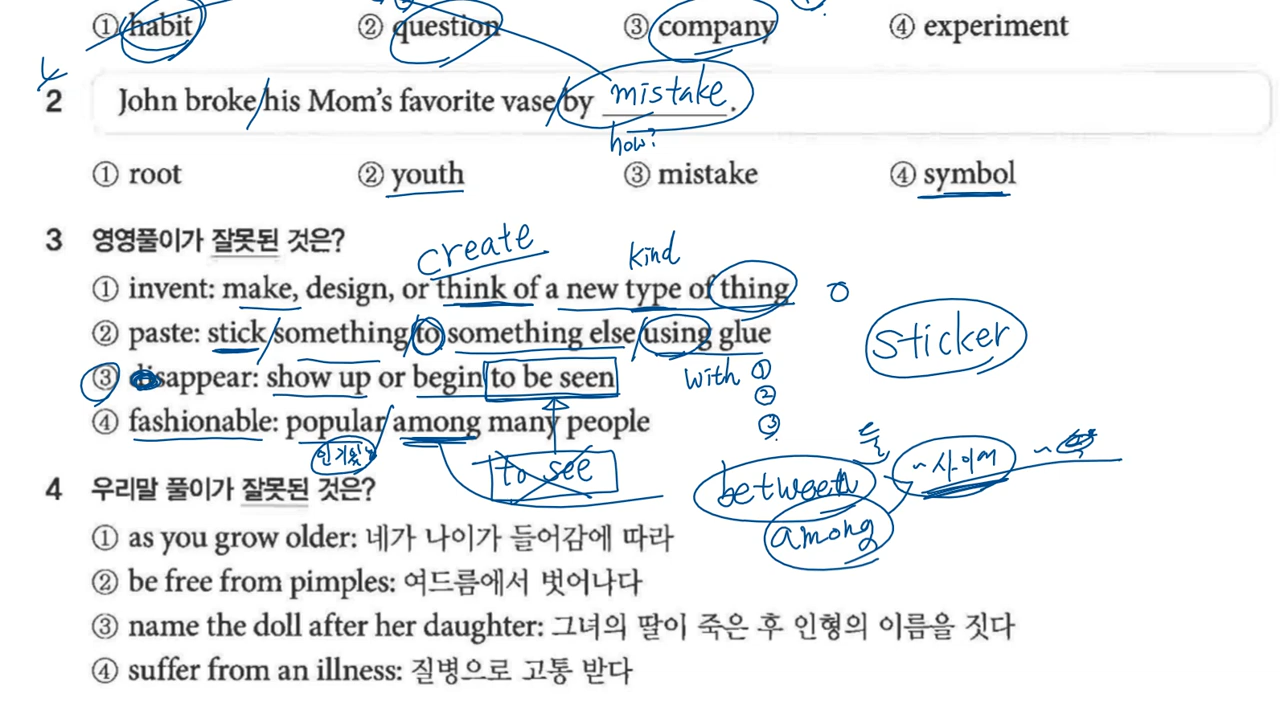 ① habit ② question ③ company ④ experiment
2 John broke his Mom's favorite vase by mistake.
how?
① root ② youth ③ mistake ④ symbol
3 영영풀이가 잘못된 것은?
create kind
① invent: make, design, or think of a new type of thing
② paste: stick something to something else using glue
sticker
③ disappear: show up or begin to be seen
with ① ② ③
④ fashionable: popular among many people
들
인기있는
to see
between ~사이에
among
4 우리말 풀이가 잘못된 것은?
① as you grow older: 네가 나이가 들어감에 따라
② be free from pimples: 여드름에서 벗어나다
③ name the doll after her daughter: 그녀의 딸이 죽은 후 인형의 이름을 짓다
④ suffer from an illness: 질병으로 고통 받다